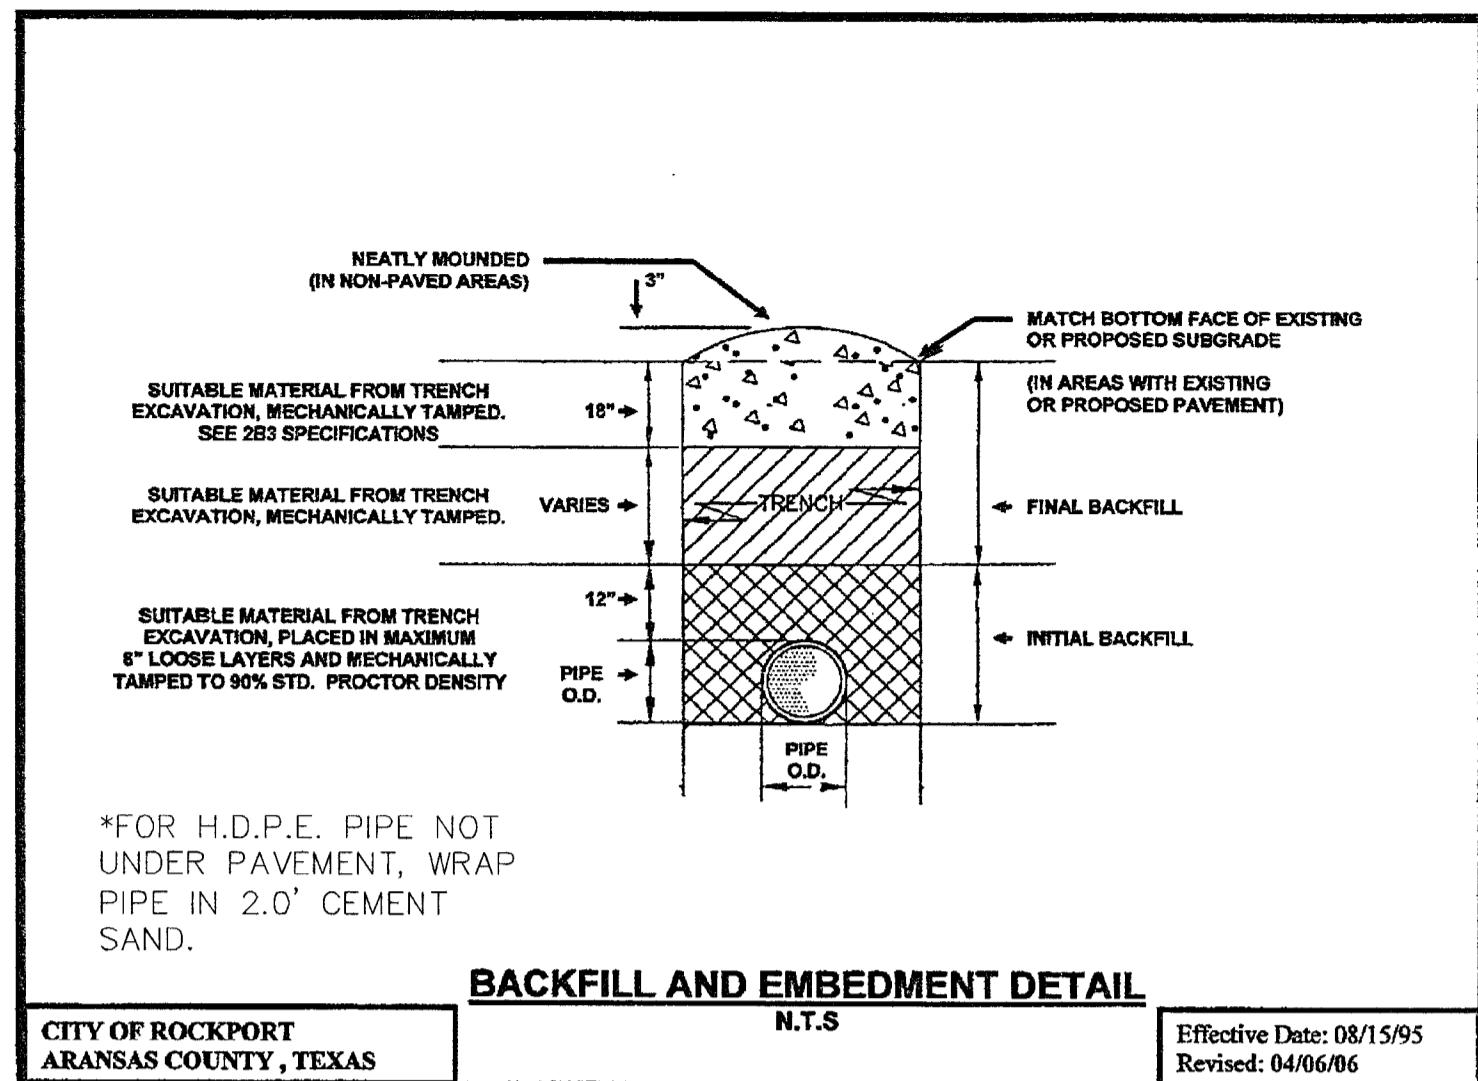 NEATLY MOUNDED
(IN NON-PAVED AREAS)
3"
MATCH BOTTOM FACE OF EXISTING
OR PROPOSED SUBGRADE
(IN AREAS WITH EXISTING
OR PROPOSED PAVEMENT)
SUITABLE MATERIAL FROM TRENCH
EXCAVATION, MECHANICALLY TAMPED.
SEE 2B3 SPECIFICATIONS
18"
SUITABLE MATERIAL FROM TRENCH
EXCAVATION, MECHANICALLY TAMPED.
VARIES
TRENCH
FINAL BACKFILL
12"
SUITABLE MATERIAL FROM TRENCH
EXCAVATION, PLACED IN MAXIMUM
8" LOOSE LAYERS AND MECHANICALLY
TAMPED TO 90% STD. PROCTOR DENSITY
INITIAL BACKFILL
PIPE
O.D.
PIPE
O.D.
*FOR H.D.P.E. PIPE NOT
UNDER PAVEMENT, WRAP
PIPE IN 2.0' CEMENT
SAND.
BACKFILL AND EMBEDMENT DETAIL
N.T.S
CITY OF ROCKPORT
ARANSAS COUNTY , TEXAS
Effective Date: 08/15/95
Revised: 04/06/06